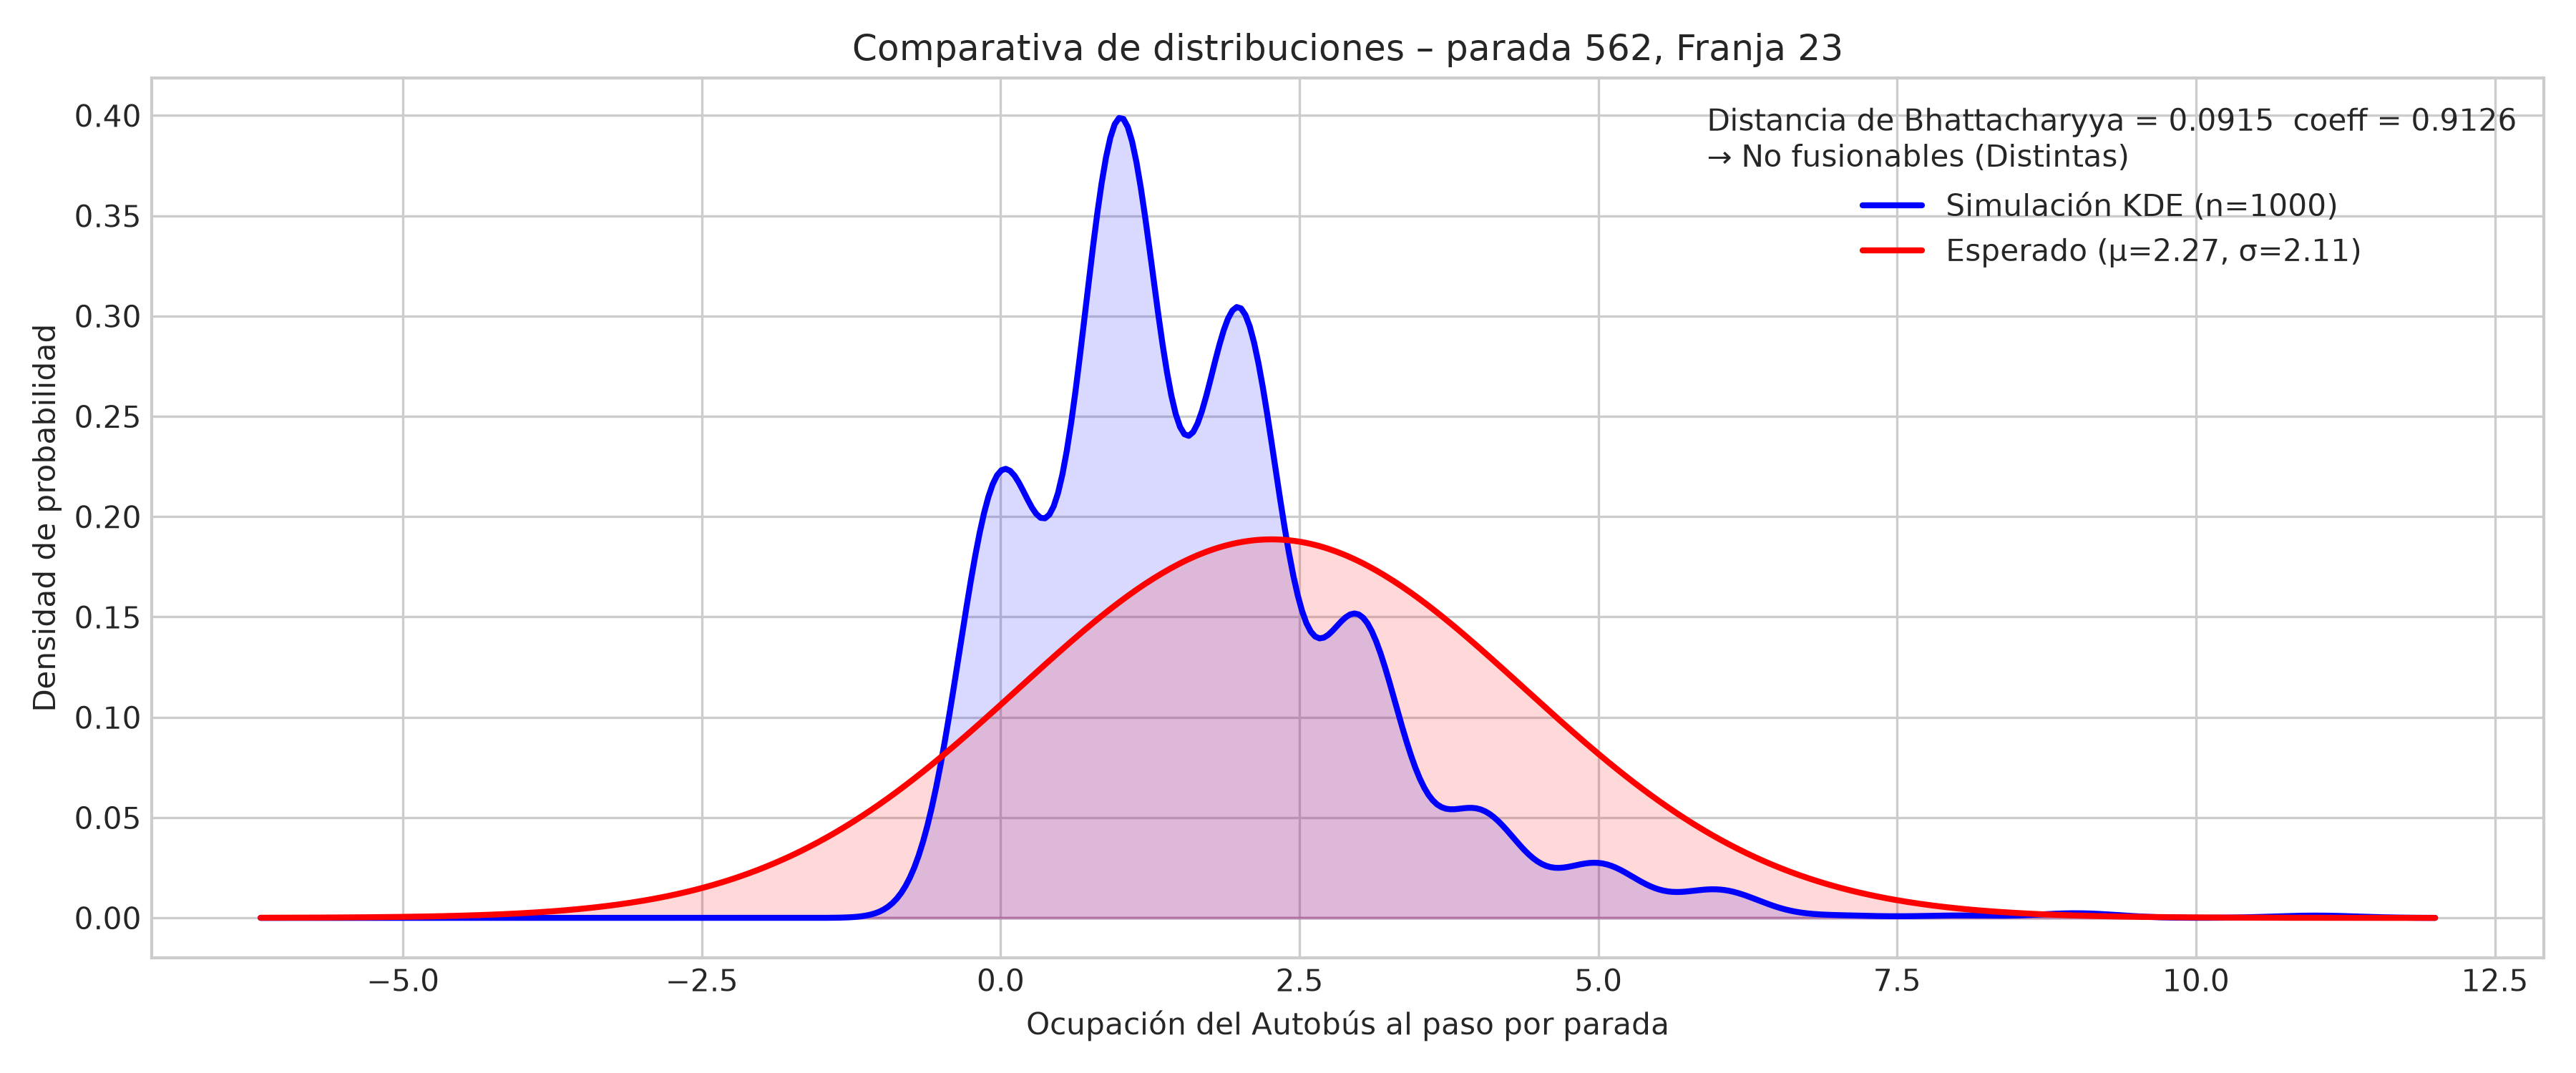 Comparativa de distribuciones – parada 562, Franja 23
Distancia de Bhattacharyya = 0.0915  coeff = 0.9126
→ No fusionables (Distintas)
Simulación KDE (n=1000)
Esperado (μ=2.27, σ=2.11)
Densidad de probabilidad
0.40
0.35
0.30
0.25
0.20
0.15
0.10
0.05
0.00
−5.0
−2.5
0.0
2.5
5.0
7.5
10.0
12.5
Ocupación del Autobús al paso por parada